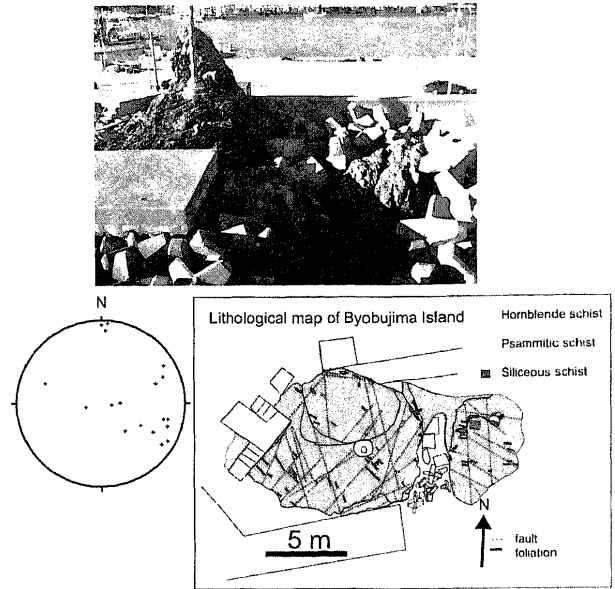 N
Lithological map of Byobujima Island
Hornblende schist
Psammitic schist
Siliceous schist
N
5 m
fault
foliation